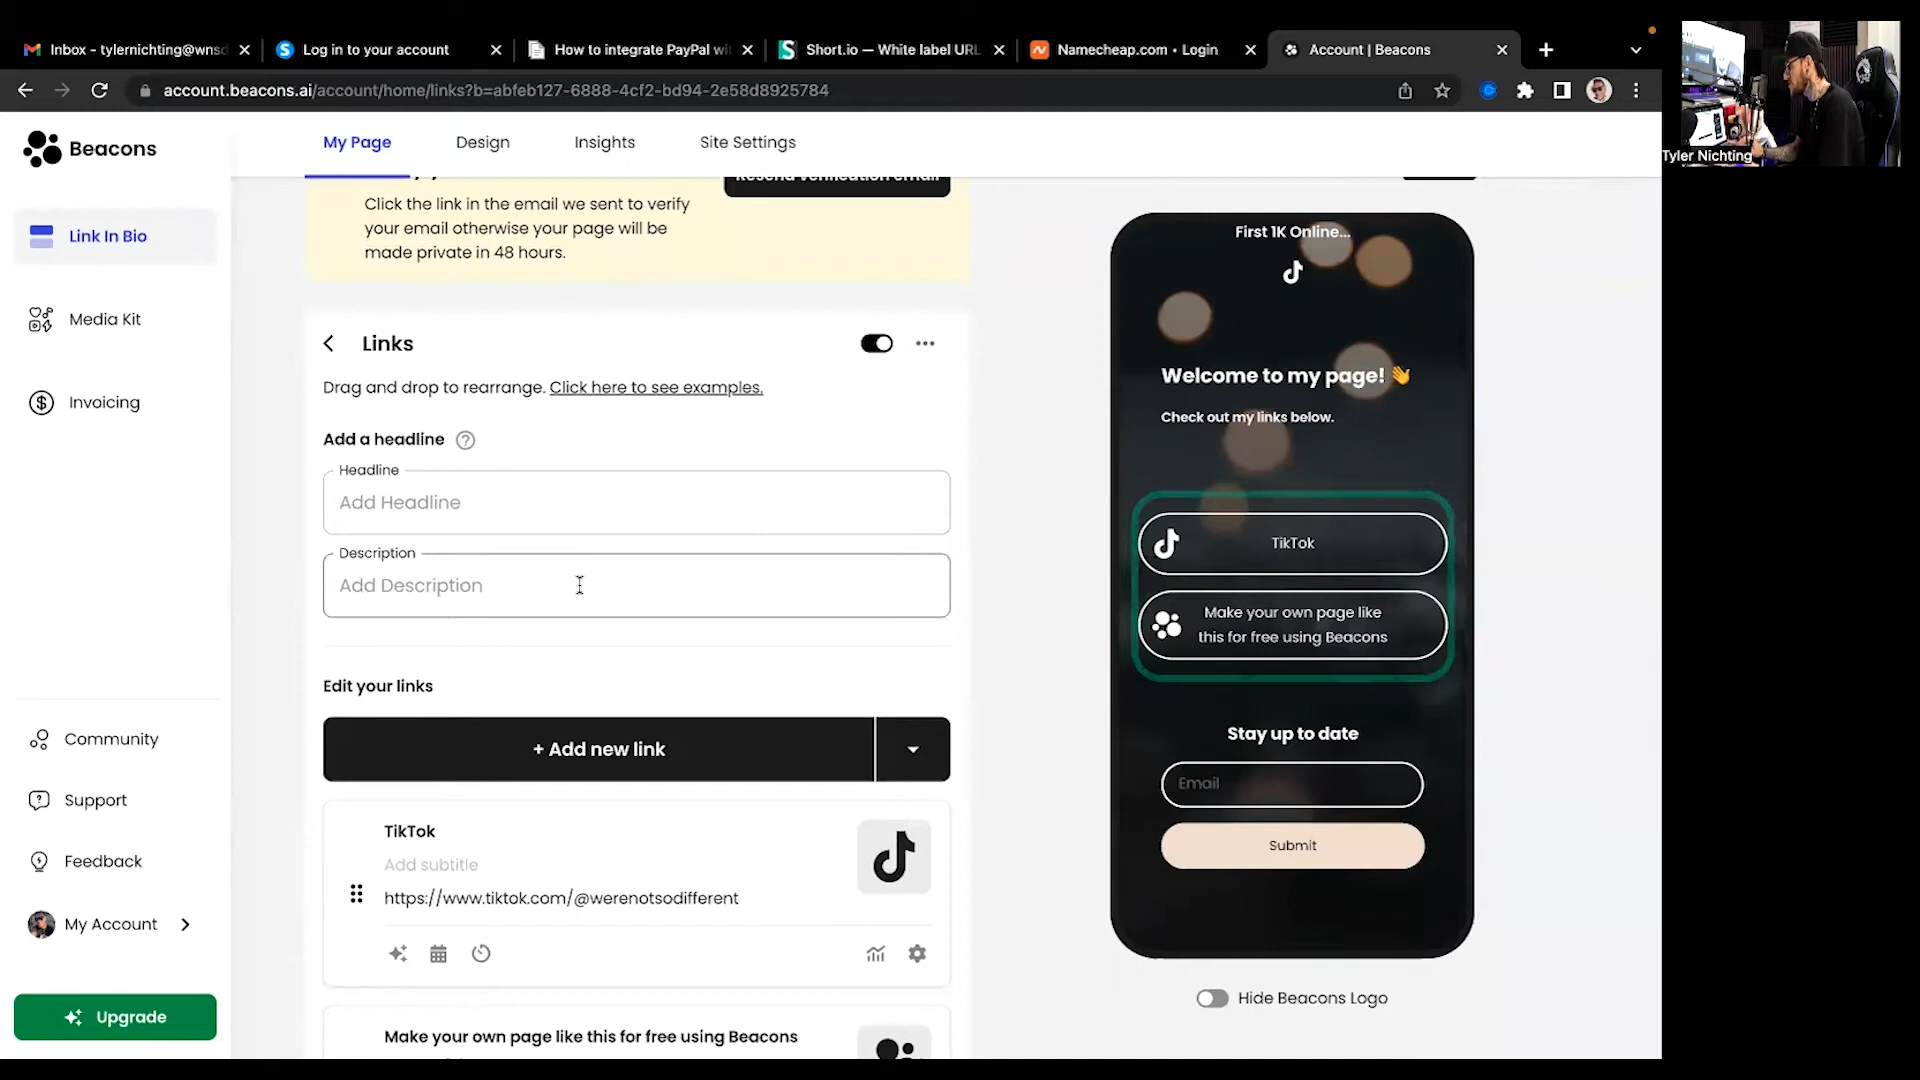 Inbox - tylernichting@wnsd
Log in to your account
How to integrate PayPal wit
Short.io — White label URL
Namecheap.com • Login
Account | Beacons
account.beacons.ai/account/home/links?b=abfeb127-6888-4cf2-bd94-2e58d8925784
Tyler Nichting
Beacons
My Page
Design
Insights
Site Settings
Link In Bio
Media Kit
Invoicing
Community
Support
Feedback
My Account
Upgrade
Resend verification email
Click the link in the email we sent to verify
your email otherwise your page will be
made private in 48 hours.
Links
Drag and drop to rearrange. Click here to see examples.
Add a headline
Headline
Add Headline
Description
Add Description
Edit your links
+ Add new link
TikTok
Add subtitle
https://www.tiktok.com/@werenotsodifferent
Make your own page like this for free using Beacons
First 1K Online...
Welcome to my page! 👋
Check out my links below.
TikTok
Make your own page like
this for free using Beacons
Stay up to date
Email
Submit
Hide Beacons Logo